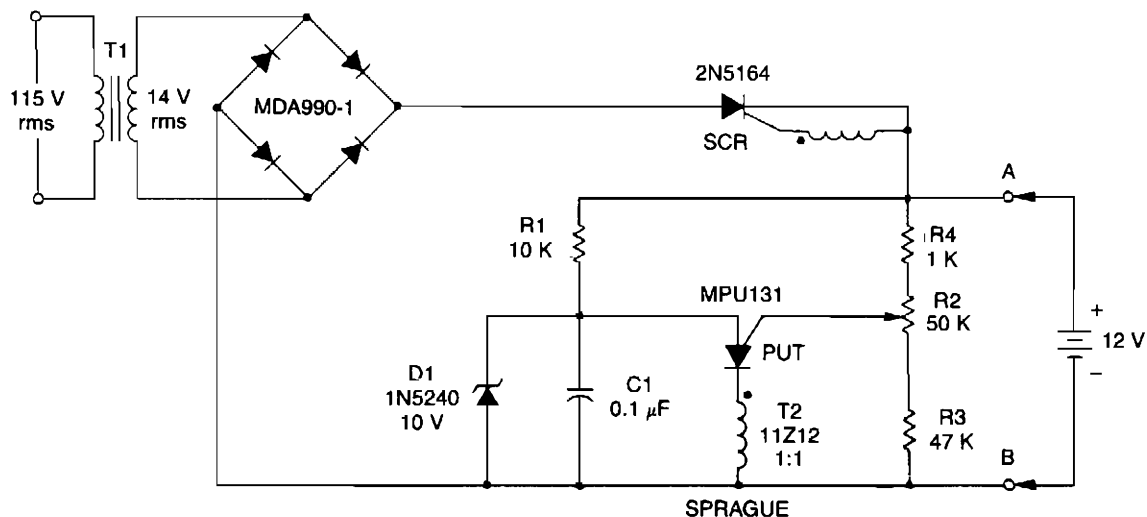 T1
115 V
rms
14 V
rms
MDA990-1
2N5164
SCR
A
R1
10 K
R4
1 K
MPU131
R2
50 K
PUT
+
12 V
−
D1
1N5240
10 V
C1
0.1 μF
T2
11Z12
1:1
R3
47 K
B
SPRAGUE